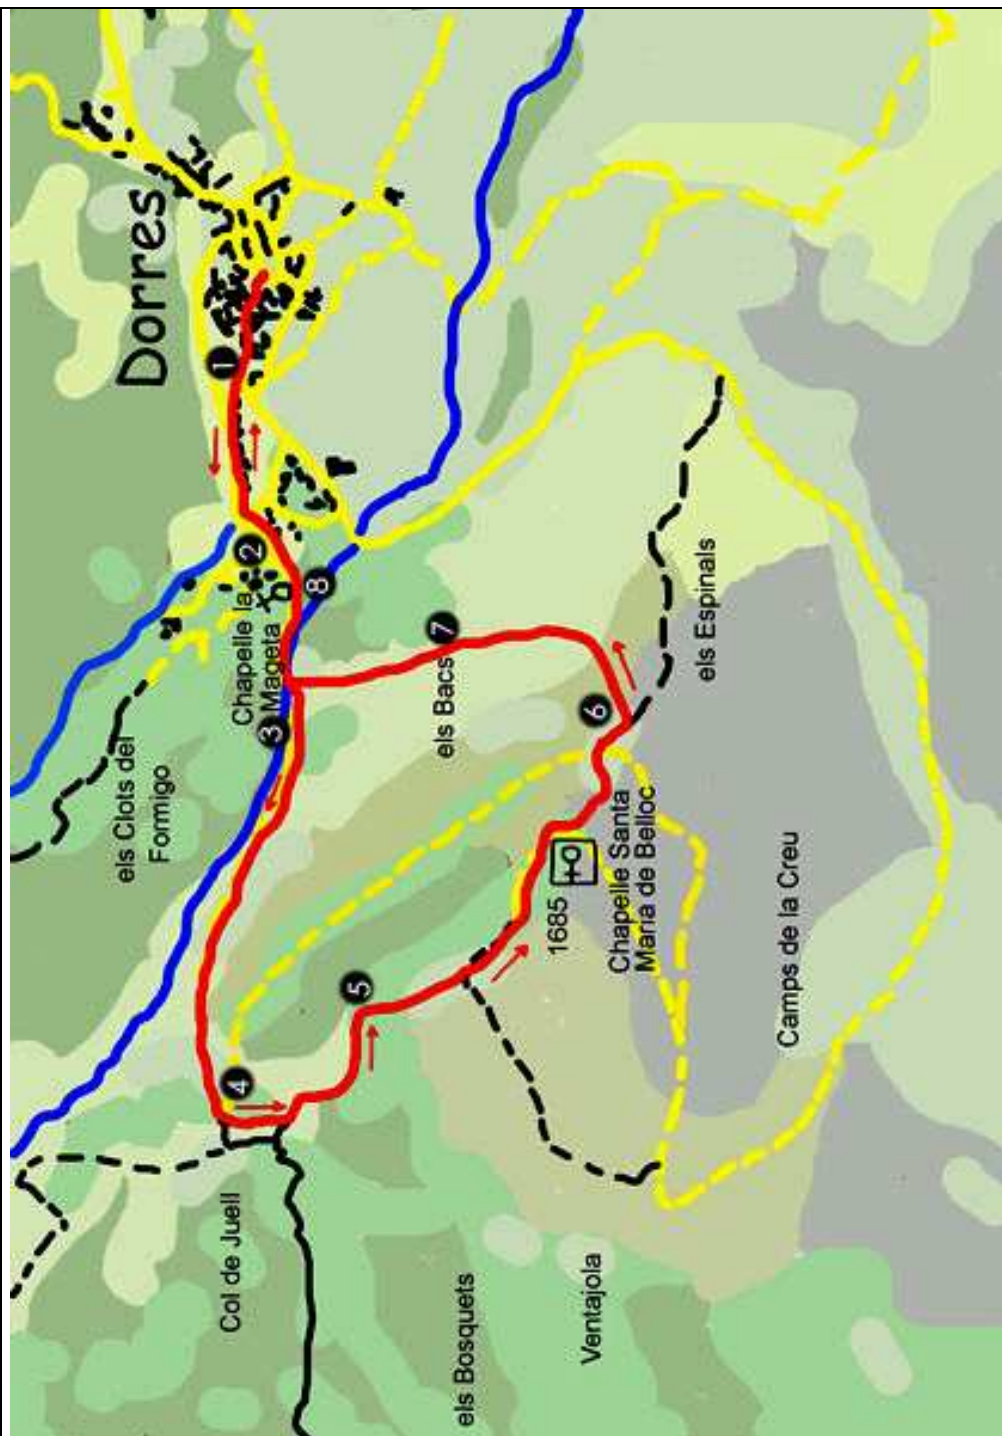 Dorres
els Clots del
Formigo
1
Col de Juell
4
Chapelle la
Mageta
2
3
8
5
els Bacs
7
els Bosquets
1685
Ventajola
6
Chapelle Santa
Maria de Belloc
els Espinals
Camps de la Creu